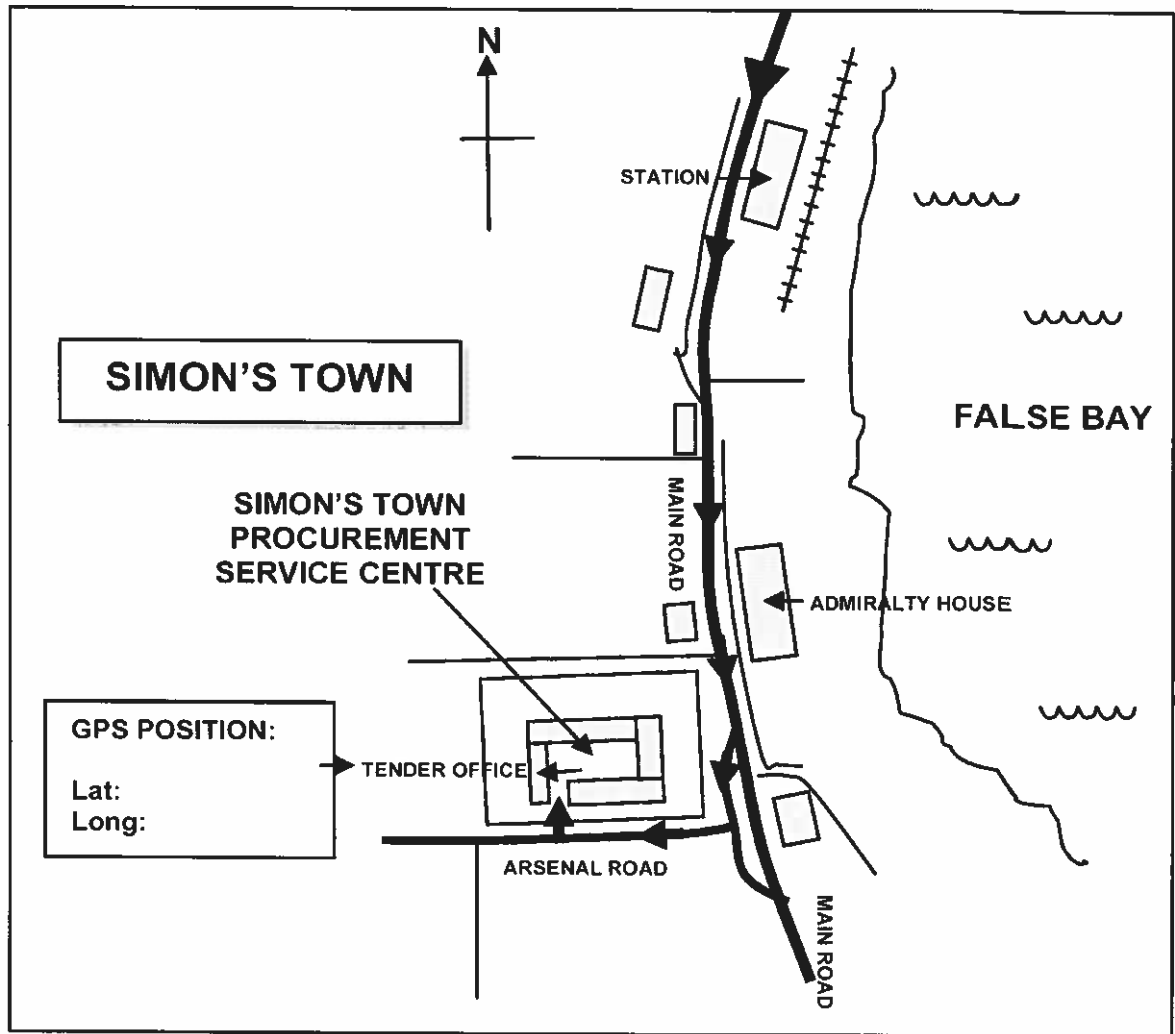 N
STATION
SIMON'S TOWN
FALSE BAY
SIMON'S TOWN
PROCUREMENT
SERVICE CENTRE
MAIN ROAD
ADMIRALTY HOUSE
GPS POSITION:
Lat:
Long:
TENDER OFFICE
ARSENAL ROAD
MAIN ROAD